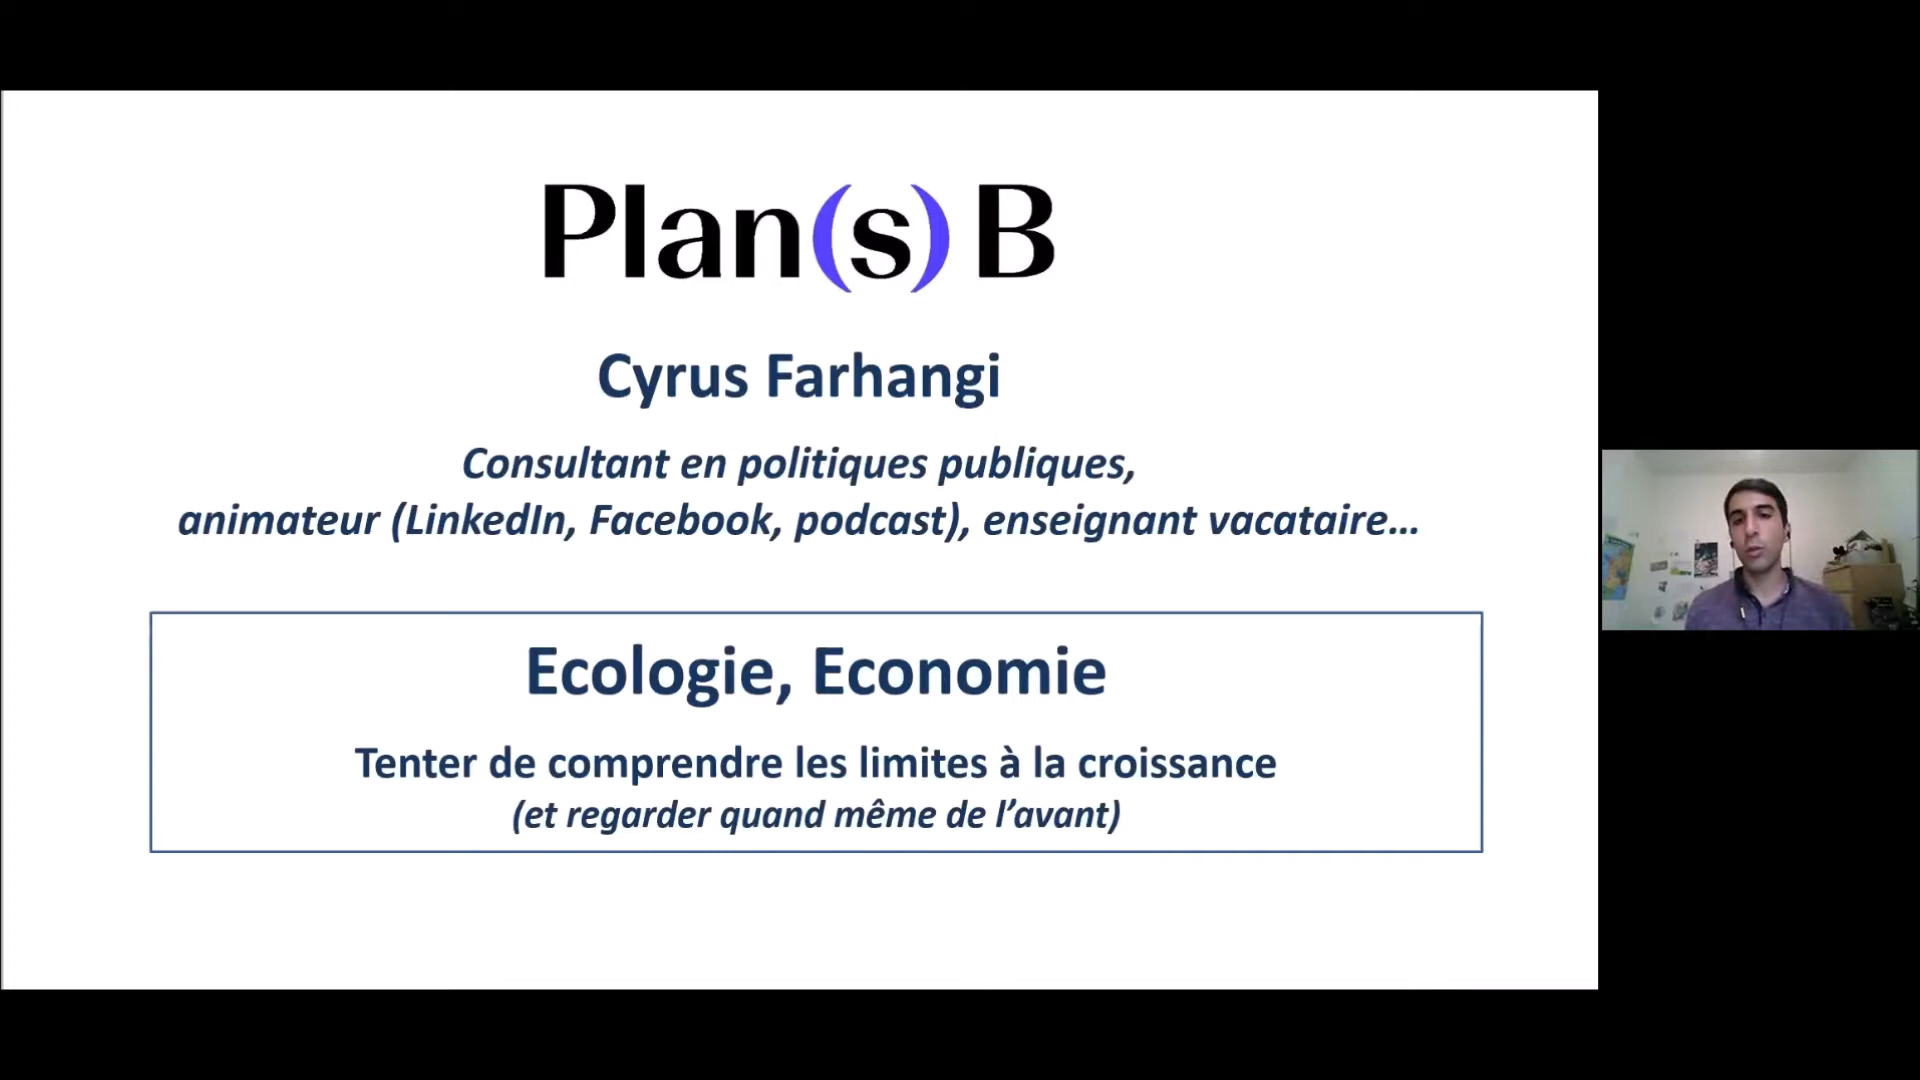 Plan(s) B
Cyrus Farhangi
Consultant en politiques publiques,
animateur (LinkedIn, Facebook, podcast), enseignant vacataire…
Ecologie, Economie
Tenter de comprendre les limites à la croissance
(et regarder quand même de l’avant)